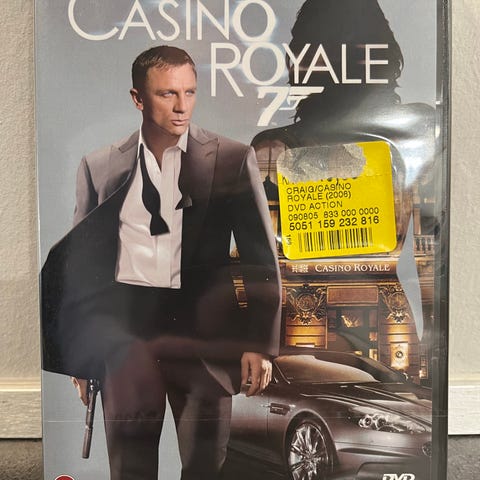 CASINO
ROYALE
007
CRAIG/CASINO
ROYALE (2006)
DVD ACTION
090805 833 000 0000
5051 159 232 816
CASINO ROYALE
DVD